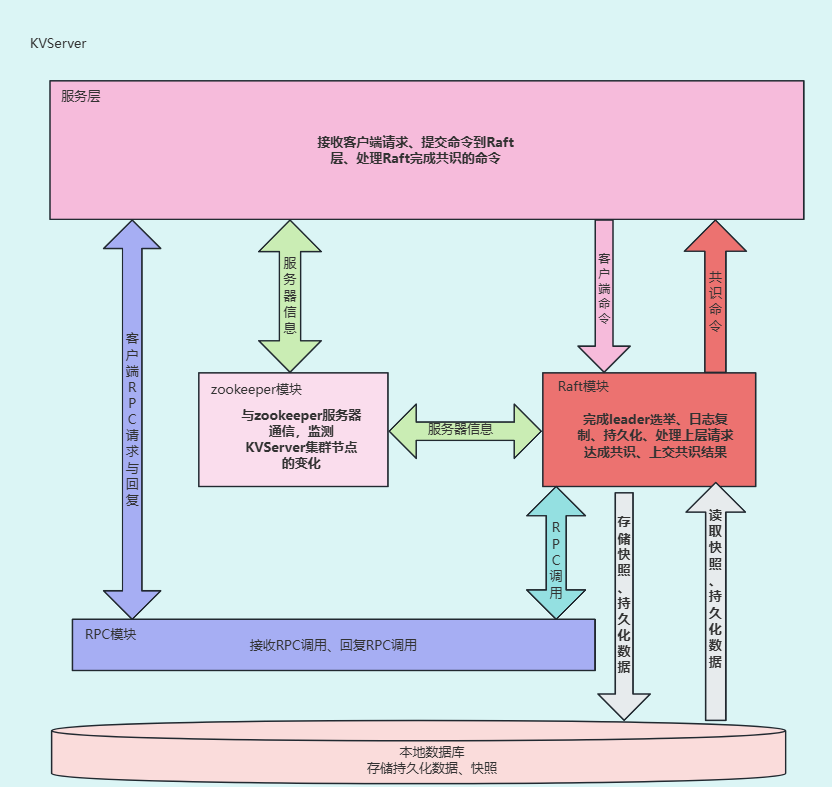 KVServer
服务层
接收客户端请求、提交命令到Raft
层、处理Raft完成共识的命令
客户端RPC请求与回复
服务器信息
客户端命令
共识命令
zookeeper模块
与zookeeper服务器
通信，监测
KVServer集群节点
的变化
服务器信息
Raft模块
完成leader选举、日志复
制、持久化、处理上层请求
达成共识、上交共识结果
RPC调用
存储快照、持久化数据
读取快照、持久化数据
RPC模块
接收RPC调用、回复RPC调用
本地数据库
存储持久化数据、快照